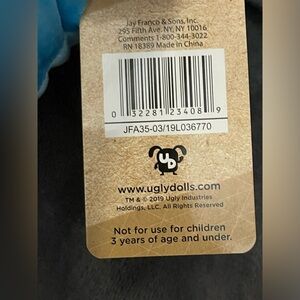 Jay Franco & Sons, Inc.
295 Fifth Ave. NY, NY 10016
Comments 1-800-344-3022
RN 18389 Made in China
0 32281 23408 9
JFA35-03/19L036770
UD
www.uglydolls.com
TM & © 2019 Ugly Industries
Holdings, LLC. All Rights Reserved
Not for use for children
3 years of age and under.